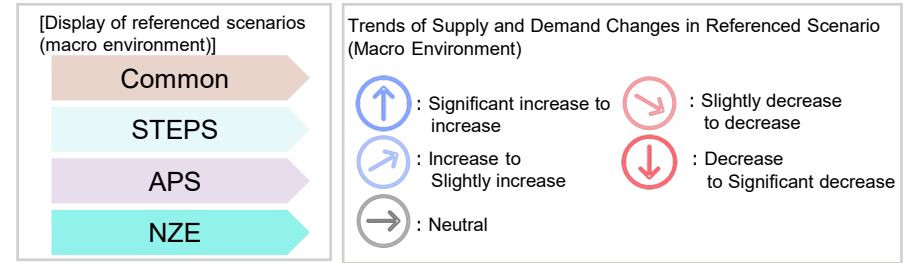 [Display of referenced scenarios
(macro environment)]
Common
STEPS
APS
NZE
Trends of Supply and Demand Changes in Referenced Scenario
(Macro Environment)
: Significant increase to
increase
: Increase to
Slightly increase
: Neutral
: Slightly decrease
to decrease
: Decrease
to Significant decrease